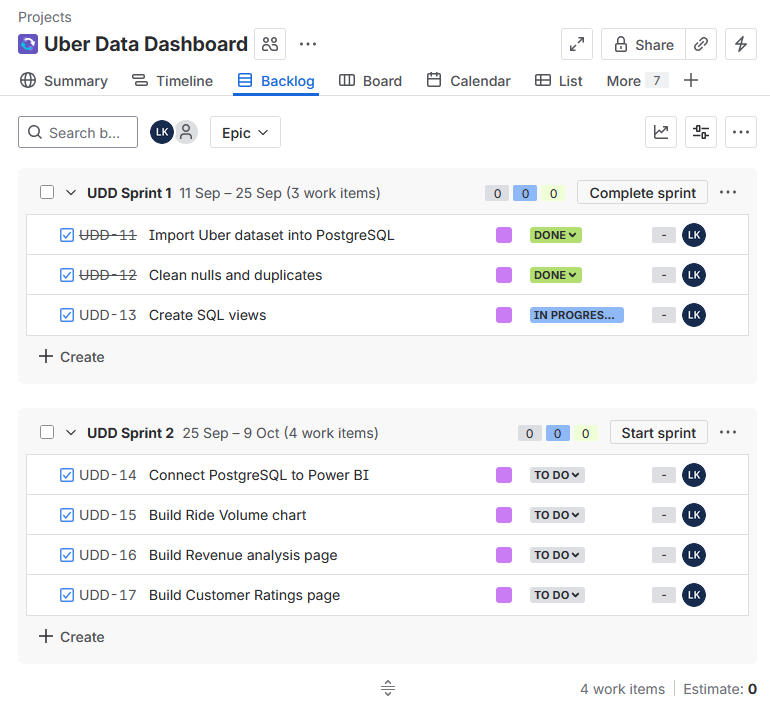 Projects
Uber Data Dashboard
Share
Summary Timeline Backlog Board Calendar List More 7
Search b... LK Epic
UDD Sprint 1 11 Sep – 25 Sep (3 work items) 0 0 0 Complete sprint
UDD-11 Import Uber dataset into PostgreSQL DONE - LK
UDD-12 Clean nulls and duplicates DONE - LK
UDD-13 Create SQL views IN PROGRES... - LK
Create
UDD Sprint 2 25 Sep – 9 Oct (4 work items) 0 0 0 Start sprint
UDD-14 Connect PostgreSQL to Power BI TO DO - LK
UDD-15 Build Ride Volume chart TO DO - LK
UDD-16 Build Revenue analysis page TO DO - LK
UDD-17 Build Customer Ratings page TO DO - LK
Create
4 work items Estimate: 0